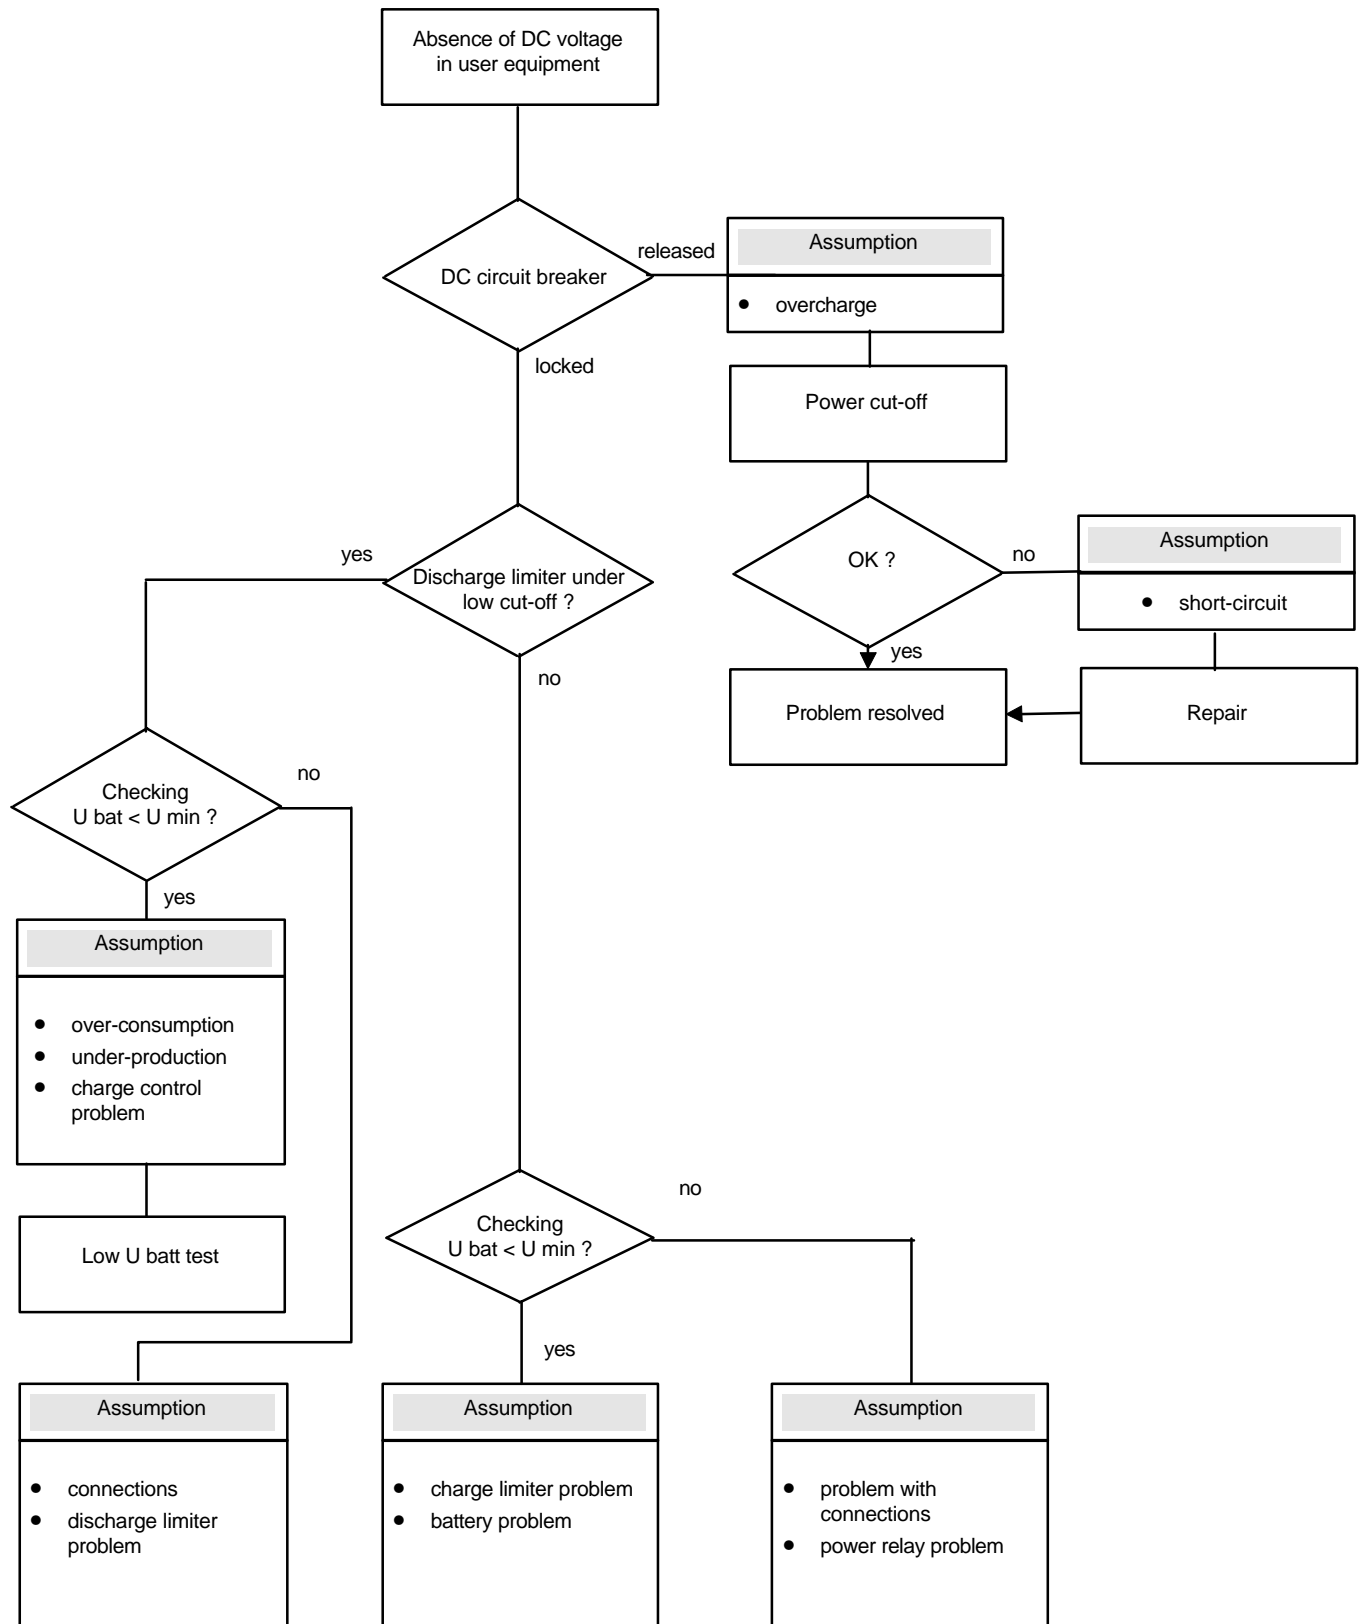 Absence of DC voltage
in user equipment
DC circuit breaker
released
Assumption
• overcharge
locked
Power cut-off
OK ?
no
Assumption
• short-circuit
yes
Problem resolved
Repair
yes
Discharge limiter under
low cut-off ?
no
Checking
U bat < U min ?
no
yes
Assumption
• over-consumption
• under-production
• charge control
problem
Low U batt test
Checking
U bat < U min ?
no
yes
Assumption
• connections
• discharge limiter
problem
Assumption
• charge limiter problem
• battery problem
Assumption
• problem with
connections
• power relay problem